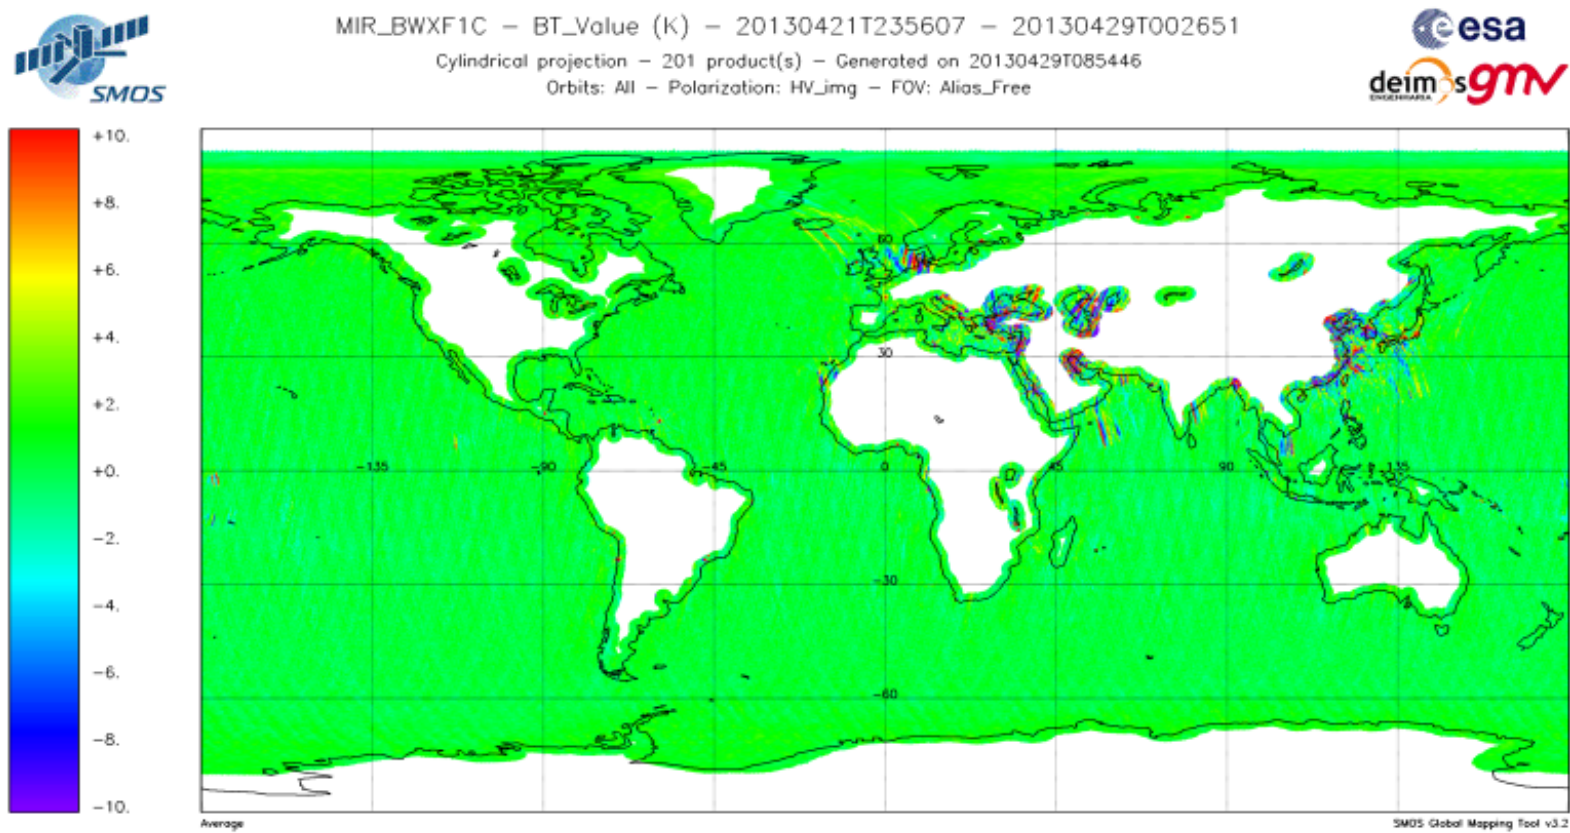 MIR_BWXF1C – BT_Value (K) – 20130421T235607 – 20130429T002651
Cylindrical projection – 201 product(s) – Generated on 20130429T085446
Orbits: All – Polarization: HV_img – FOV: Alias_Free
SMOS
esa
deimos
ENGENHARIA
gmv
+10.
+8.
+6.
+4.
+2.
+0.
−2.
−4.
−6.
−8.
−10.
60
30
−135
−90
−45
0
45
90
135
−30
−60
Average
SMOS Global Mapping Tool v3.2